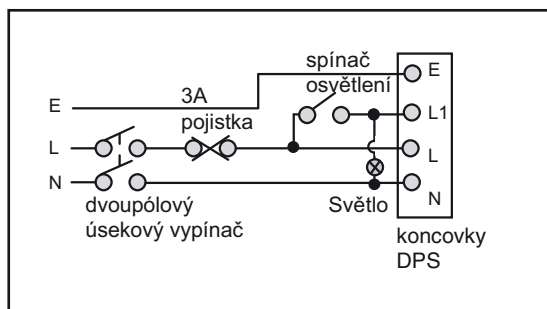 spínač
osvětlení
E
E
3A
pojistka
L1
L
L
N
N
dvoupólový
úsekový vypínač
Světlo
koncovky
DPS